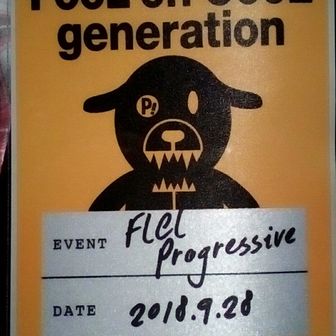 generation
P!
EVENT FLCL
Progressive
DATE 2018.9.28